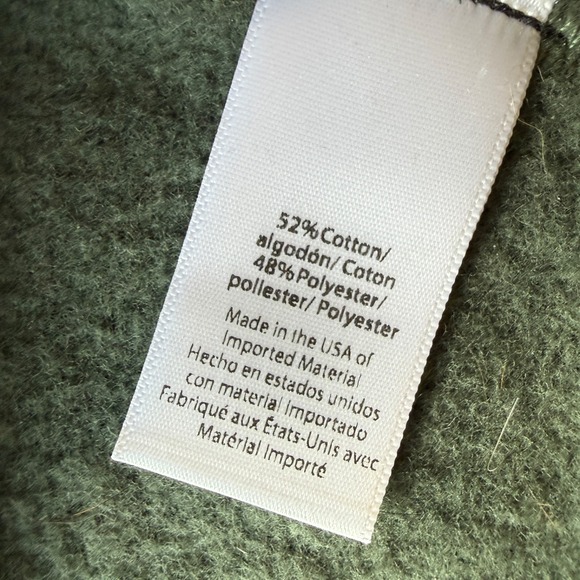 52%Cotton/
algodón/ Coton
48%Polyester/
poliester/ Polyester
Made in the USA of
Imported Material
Hecho en estados unidos
con material importado
Fabriqué aux États-Unis avec
Matérial Importé